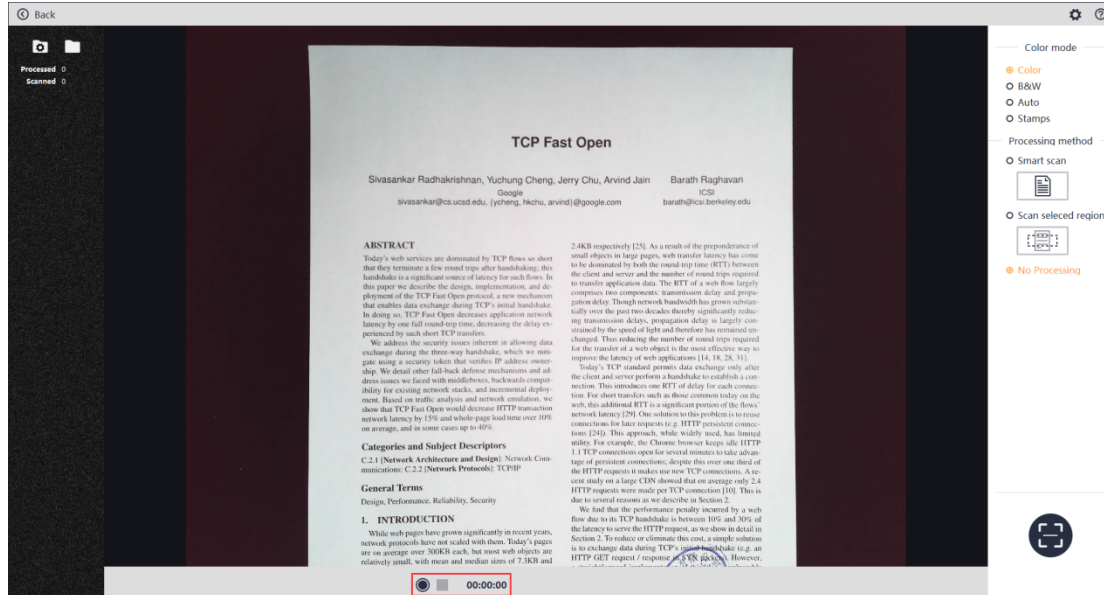 Back
Processed 0
Scanned 0
TCP Fast Open
Sivasankar Radhakrishnan, Yuchung Cheng, Jerry Chu, Arvind Jain
Google
sivasankar@cs.ucsd.edu, {ycheng, hkchu, arvind}@google.com
Barath Raghavan
ICSI
barath@icsi.berkeley.edu
ABSTRACT
Today's web services are dominated by TCP flows so short
that they terminate a few round trips after handshaking; this
handshake is a significant source of latency for such flows. In
this paper we describe the design, implementation, and de-
ployment of the TCP Fast Open protocol, a new mechanism
that enables data exchange during TCP's initial handshake.
In doing so, TCP Fast Open decreases application network
latency by one full round-trip time, decreasing the delay ex-
perienced by such short TCP transfers.
We address the security issues inherent in allowing data
exchange during the three-way handshake, which we miti-
gate using a security token that verifies IP address owner-
ship. We detail other fall-back defense mechanisms and ad-
dress issues we faced with middleboxes, backwards compat-
ibility for existing network stacks, and incremental deploy-
ment. Based on traffic analysis and network emulation, we
show that TCP Fast Open would decrease HTTP transaction
network latency by 15% and whole-page load time over 10%
on average, and in some cases up to 40%.
Categories and Subject Descriptors
C.2.1 [Network Architecture and Design]: Network Com-
munications; C.2.2 [Network Protocols]: TCP/IP
General Terms
Design, Performance, Reliability, Security
1. INTRODUCTION
While web pages have grown significantly in recent years,
network protocols have not scaled with them. Today's pages
are on average over 300KB each, but most web objects are
relatively small, with mean and median sizes of 7.3KB and
2.4KB respectively [25]. As a result of the preponderance of
small objects in large pages, web transfer latency has come
to be dominated by both the round-trip time (RTT) between
the client and server and the number of round trips required
to transfer application data. The RTT of a web flow largely
comprises two components: transmission delay and propa-
gation delay. Though network bandwidth has grown substan-
tially over the past two decades thereby significantly reduc-
ing transmission delays, propagation delay is largely con-
strained by the speed of light and therefore has remained un-
changed. Thus reducing the number of round trips required
for the transfer of a web object is the most effective way to
improve the latency of web applications [14, 18, 28, 31].
Today's TCP standard permits data exchange only after
the client and server perform a handshake to establish a con-
nection. This introduces one RTT of delay for each connec-
tion. For short transfers such as those common today on the
web, this additional RTT is a significant portion of the flows'
network latency [29]. One solution to this problem is to reuse
connections for later requests (e.g. HTTP persistent connec-
tions [24]). This approach, while widely used, has limited
utility. For example, the Chrome browser keeps idle HTTP
1.1 TCP connections open for several minutes to take advan-
tage of persistent connections; despite this over one third of
the HTTP requests it makes use new TCP connections. A re-
cent study on a large CDN showed that on average only 2.4
HTTP requests were made per TCP connection [10]. This is
due to several reasons as we describe in Section 2.
We find that the performance penalty incurred by a web
flow due to its TCP handshake is between 10% and 30% of
the latency to serve the HTTP request, as we show in detail in
Section 2. To reduce or eliminate this cost, a simple solution
is to exchange data during TCP's initial handshake (e.g. an
HTTP GET request / response in SYN packets). However,
00:00:00
Color mode
Color
B&W
Auto
Stamps
Processing method
Smart scan
Scan seleced region
No Processing